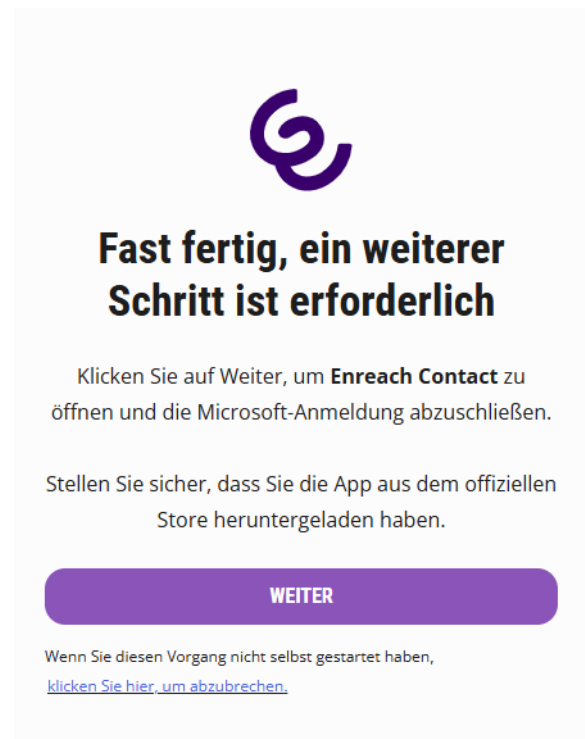 Fast fertig, ein weiterer
Schritt ist erforderlich
Klicken Sie auf Weiter, um Enreach Contact zu
öffnen und die Microsoft-Anmeldung abzuschließen.
Stellen Sie sicher, dass Sie die App aus dem offiziellen
Store heruntergeladen haben.
WEITER
Wenn Sie diesen Vorgang nicht selbst gestartet haben,
klicken Sie hier, um abzubrechen.